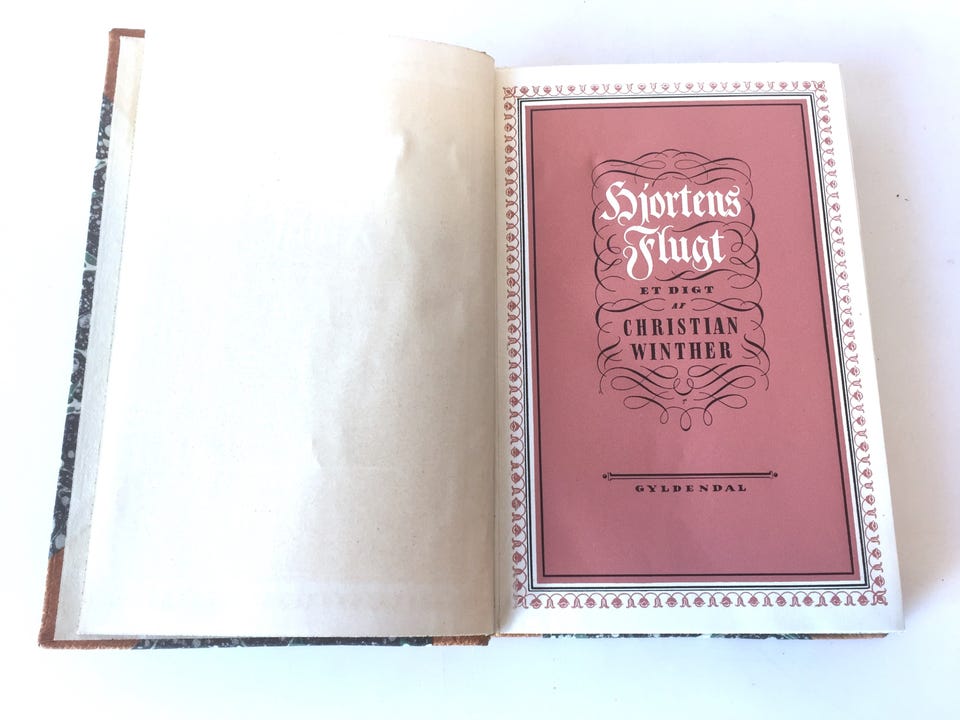 Hjortens
Flugt
ET DIGT
AF
CHRISTIAN
WINTHER
GYLDENDAL